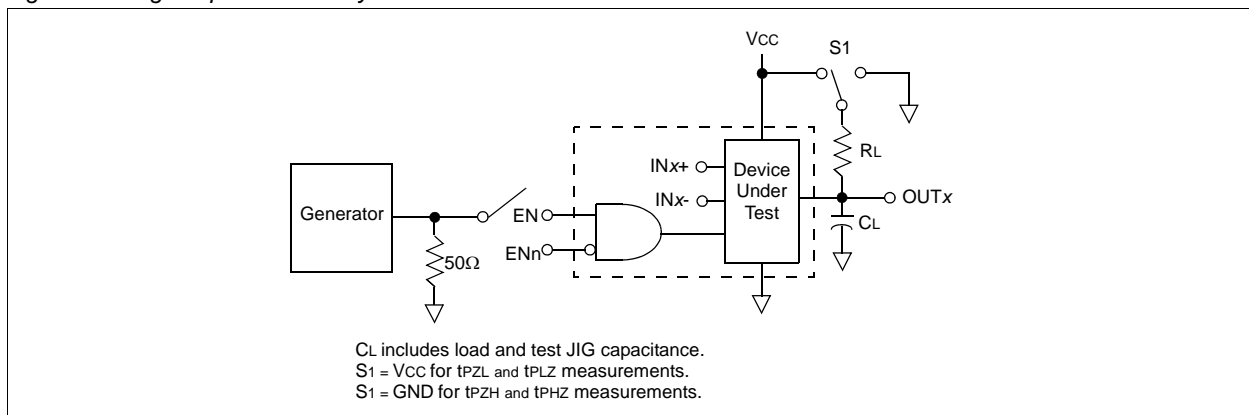 VCC
S1
RL
INx+
Device
Under
Test
INx-
OUTx
Generator
EN
CL
ENn
50Ω
CL includes load and test JIG capacitance.
S1 = VCC for tPZL and tPLZ measurements.
S1 = GND for tPZH and tPHZ measurements.